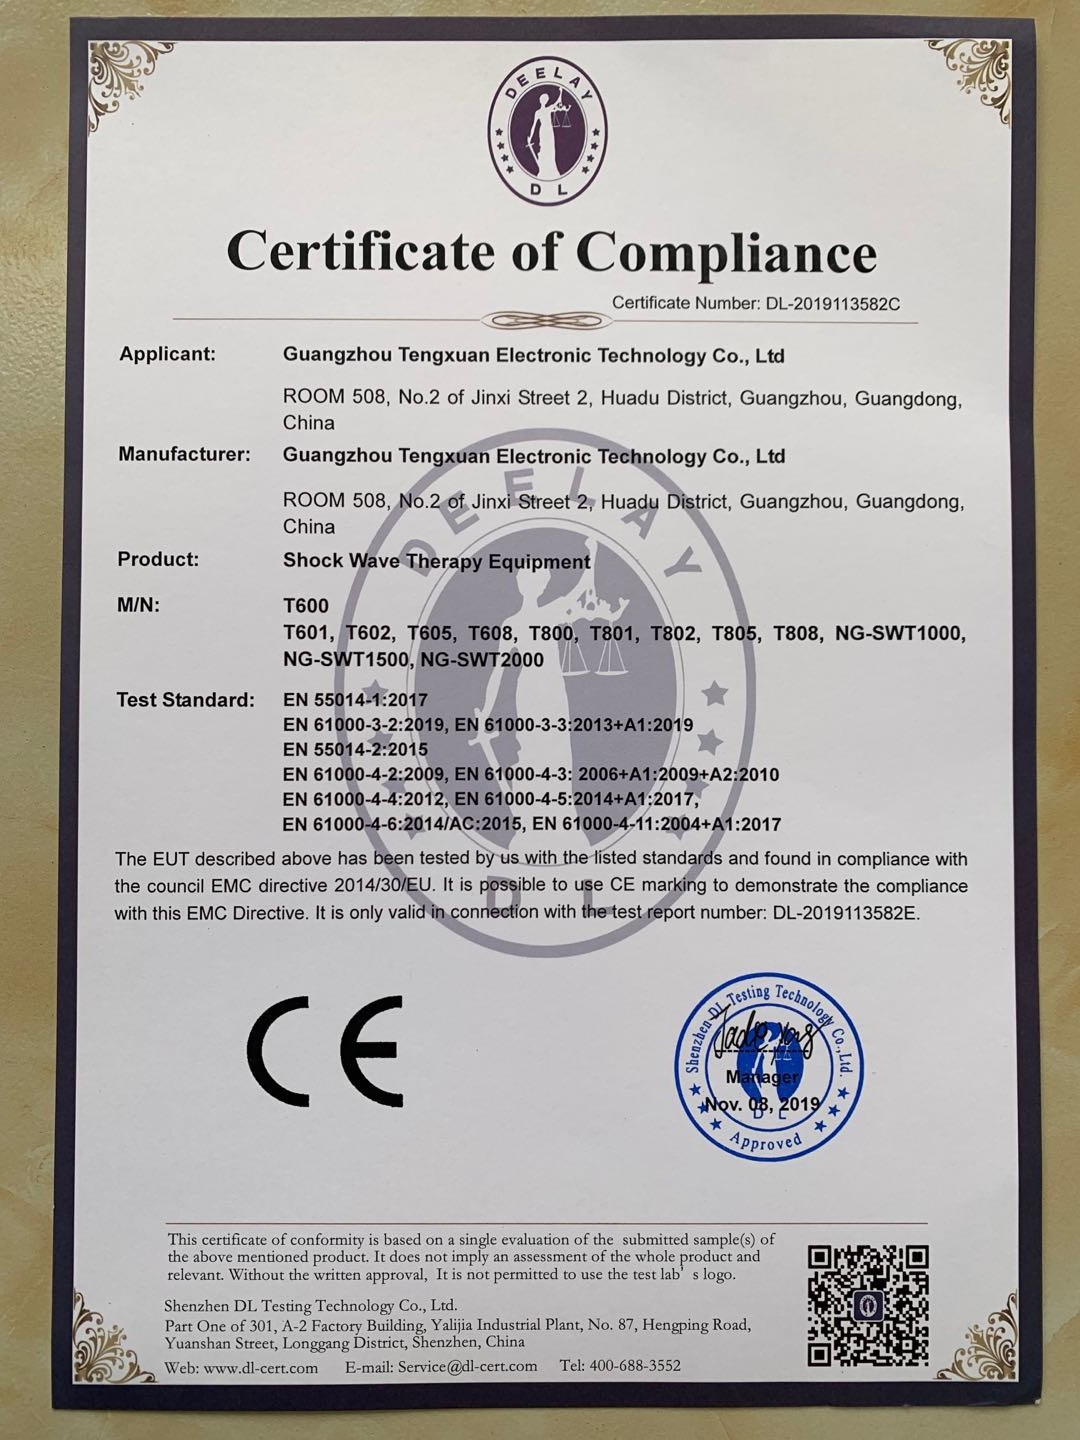 DEELAY
D L
Certificate of Compliance
Certificate Number: DL-2019113582C
Applicant: Guangzhou Tengxuan Electronic Technology Co., Ltd
ROOM 508, No.2 of Jinxi Street 2, Huadu District, Guangzhou, Guangdong,
China
Manufacturer: Guangzhou Tengxuan Electronic Technology Co., Ltd
ROOM 508, No.2 of Jinxi Street 2, Huadu District, Guangzhou, Guangdong,
China
Product: Shock Wave Therapy Equipment
M/N: T600
T601, T602, T605, T608, T800, T801, T802, T805, T808, NG-SWT1000,
NG-SWT1500, NG-SWT2000
Test Standard: EN 55014-1:2017
EN 61000-3-2:2019, EN 61000-3-3:2013+A1:2019
EN 55014-2:2015
EN 61000-4-2:2009, EN 61000-4-3: 2006+A1:2009+A2:2010
EN 61000-4-4:2012, EN 61000-4-5:2014+A1:2017,
EN 61000-4-6:2014/AC:2015, EN 61000-4-11:2004+A1:2017
The EUT described above has been tested by us with the listed standards and found in compliance with
the council EMC directive 2014/30/EU. It is possible to use CE marking to demonstrate the compliance
with this EMC Directive. It is only valid in connection with the test report number: DL-2019113582E.
DEELAY
D L
CE
Shenzhen DL Testing Technology Co., Ltd.
Manager
Nov. 08, 2019
D L
Approved
This certificate of conformity is based on a single evaluation of the submitted sample(s) of
the above mentioned product. It does not imply an assessment of the whole product and
relevant. Without the written approval, It is not permitted to use the test lab's logo.
Shenzhen DL Testing Technology Co., Ltd.
Part One of 301, A-2 Factory Building, Yalijia Industrial Plant, No. 87, Hengping Road,
Yuanshan Street, Longgang District, Shenzhen, China
Web: www.dl-cert.com E-mail: Service@dl-cert.com Tel: 400-688-3552